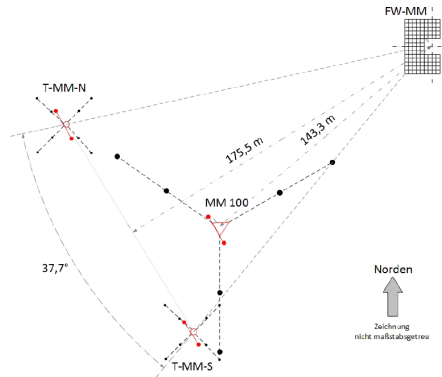 FW-MM
T-MM-N
175,5 m
143,3 m
MM 100
37,7°
Norden
Zeichnung
nicht maßstabsgetreu
T-MM-S